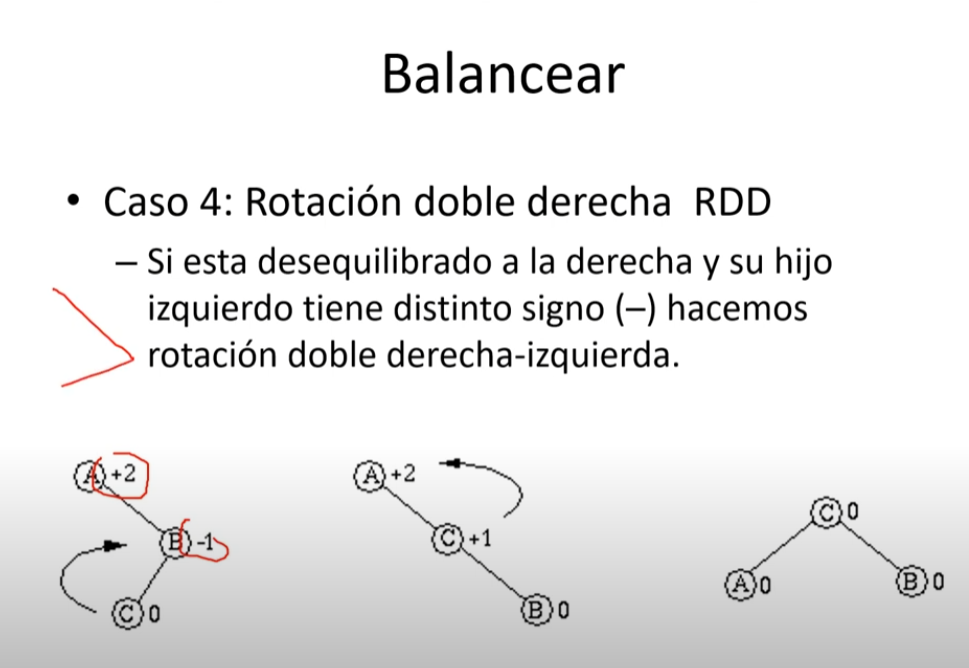 Balancear
• Caso 4: Rotación doble derecha RDD
– Si esta desequilibrado a la derecha y su hijo
izquierdo tiene distinto signo (–) hacemos
rotación doble derecha-izquierda.
A +2
B -1
C 0
A +2
C +1
B 0
C 0
A 0
B 0